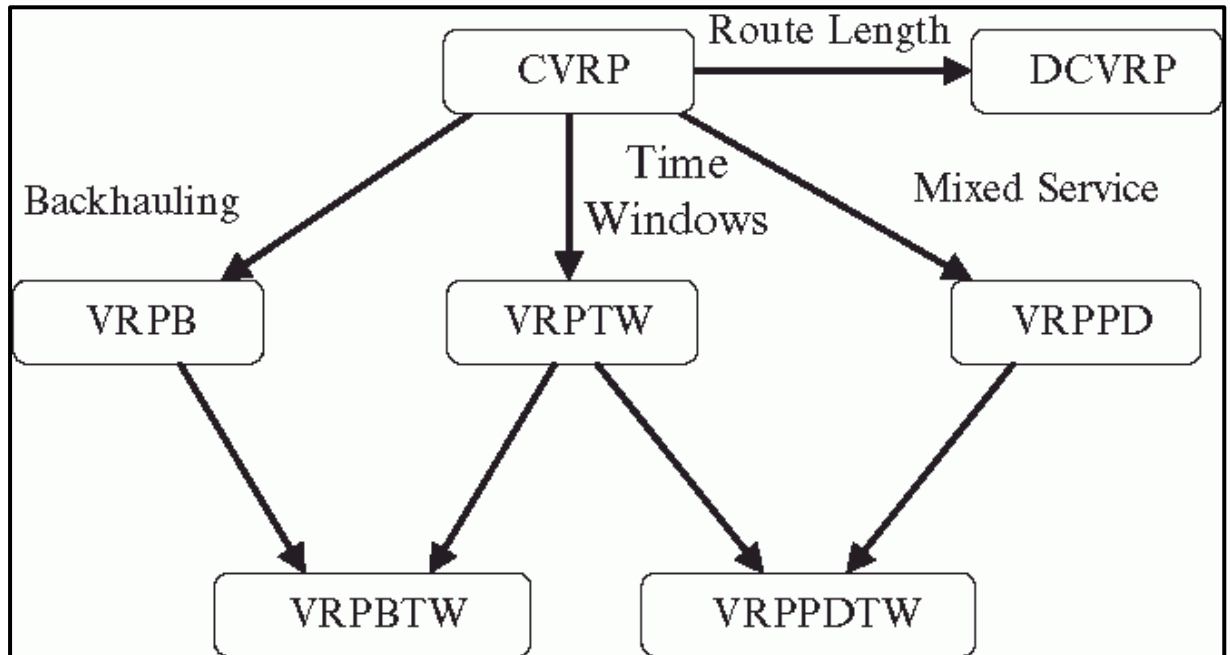 Route Length
CVRP
DCVRP
Time
Windows
Backhauling
Mixed Service
VRPB
VRPTW
VRPPD
VRPBTW
VRPPDTW